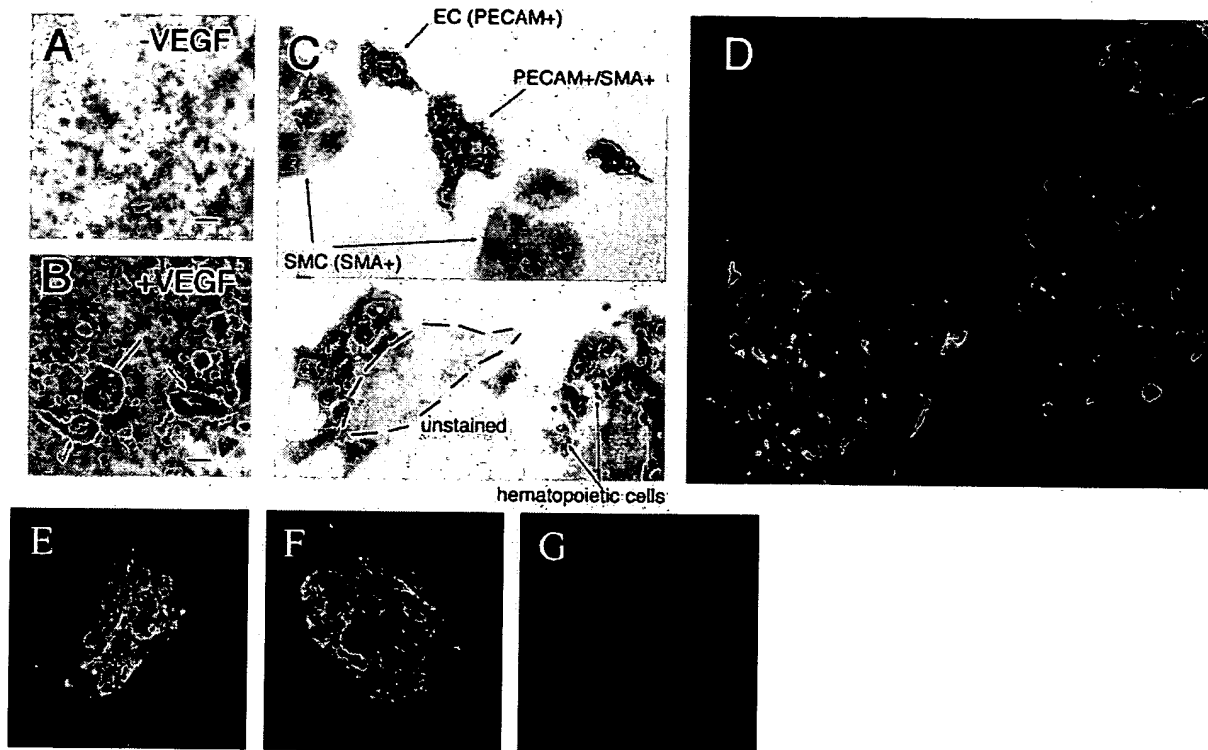 A
-VEGF
B
+VEGF
C
EC (PECAM+)
PECAM+/SMA+
SMC (SMA+)
unstained
hematopoietic cells
D
E
F
G